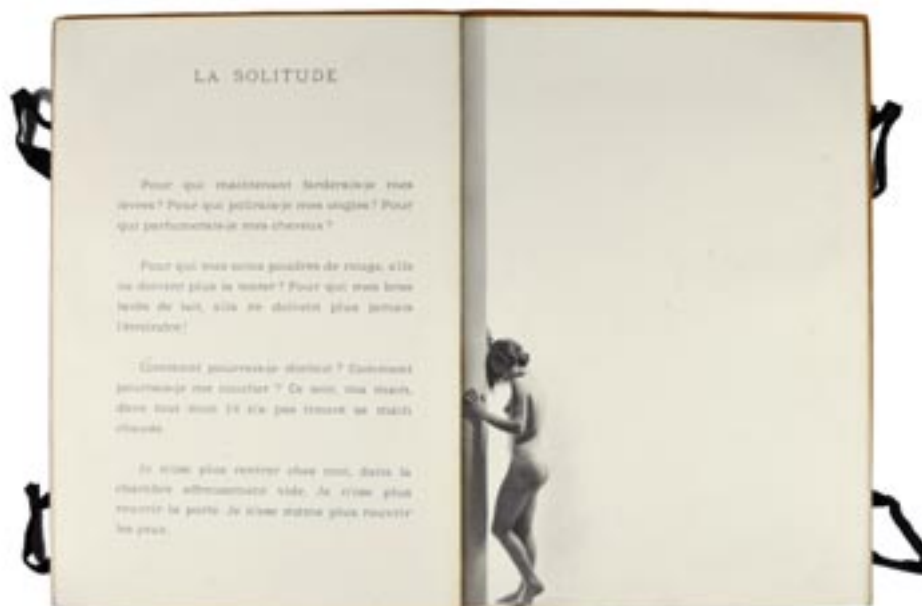 LA SOLITUDE
Pour qui maintenant farderais-je mes
lèvres? Pour qui polirais-je mes ongles? Pour
qui parfumerais-je mes cheveux?
Pour qui mes seins poudrés de rouge, s'ils
ne doivent plus la tenter? Pour qui mes bras
lavés de lait, s'ils ne doivent plus jamais
l'étreindre?
Comment pourrais-je dormir? Comment
pourrais-je me coucher? Ce soir, ma main,
dans tout mon lit n'a pas trouvé sa main
chaude.
Je n'ose plus rentrer chez moi, dans la
chambre affreusement vide. Je n'ose plus
rouvrir la porte. Je n'ose même plus rouvrir
les yeux.